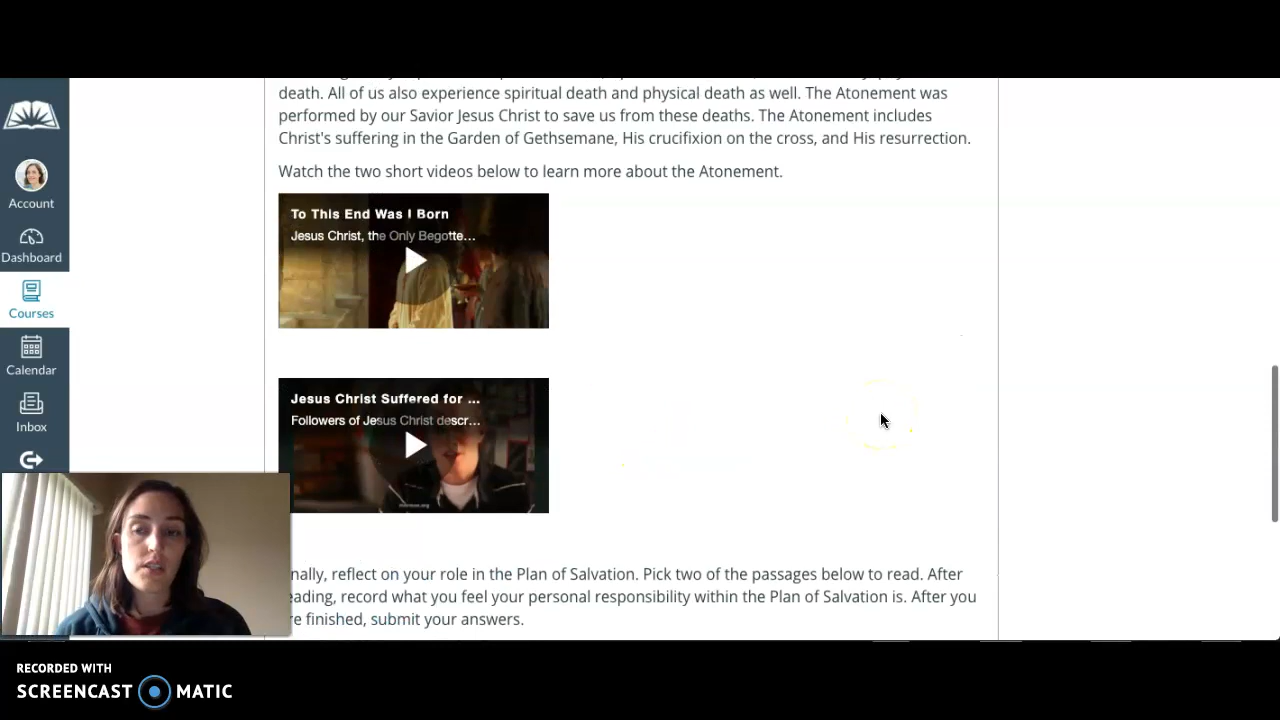 death. All of us also experience spiritual death and physical death as well. The Atonement was
performed by our Savior Jesus Christ to save us from these deaths. The Atonement includes
Christ's suffering in the Garden of Gethsemane, His crucifixion on the cross, and His resurrection.
Watch the two short videos below to learn more about the Atonement.
To This End Was I Born
Jesus Christ, the Only Begotte...
Jesus Christ Suffered for ...
Followers of Jesus Christ descr...
nally, reflect on your role in the Plan of Salvation. Pick two of the passages below to read. After
eading, record what you feel your personal responsibility within the Plan of Salvation is. After you
re finished, submit your answers.
Account
Dashboard
Courses
Calendar
Inbox
RECORDED WITH
SCREENCAST MATIC